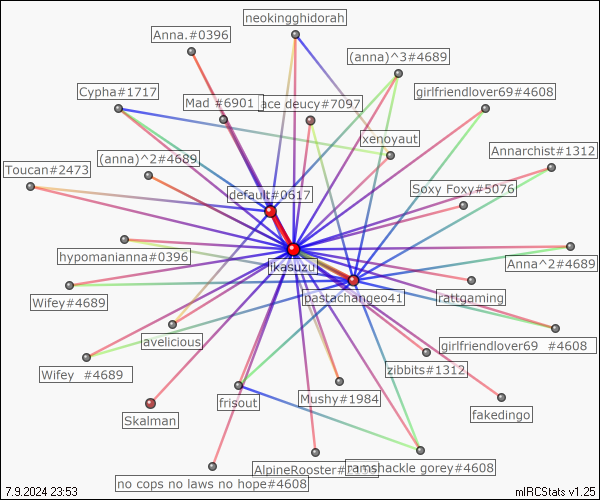 neokingghidorah
Anna.#0396
(anna)^3#4689
Cypha#1717
girlfriendlover69#4608
Mad #6901
ace deucy#7097
xenoyaut
Annarchist#1312
(anna)^2#4689
Toucan#2473
default#0617
Soxy Foxy#5076
hypomanianna#0396
Anna^2#4689
ikasuzu
Wifey#4689
pastachangeo41
rattgaming
avelicious
girlfriendlover69 #4608
zibbits#1312
Wifey #4689
frisout
Mushy#1984
fakedingo
Skalman
AlpineRooster#
ramshackle gorey#4608
no cops no laws no hope#4608
7.9.2024 23:53
mIRCStats v1.25